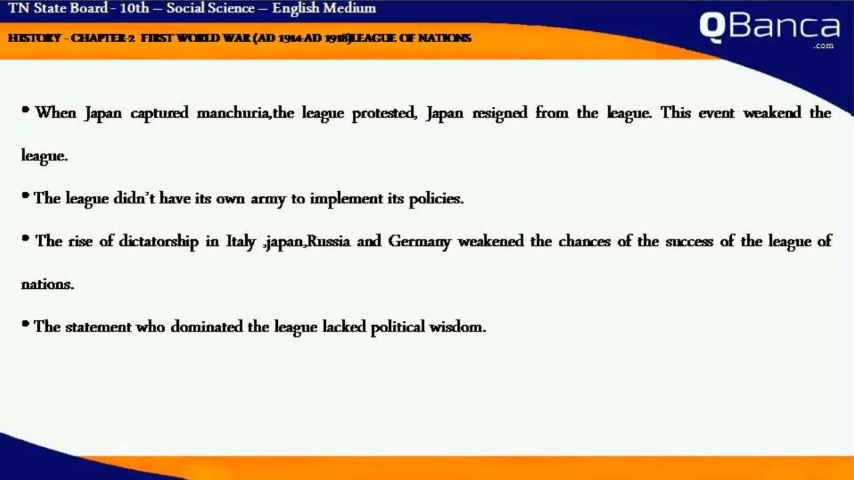 TN State Board - 10th – Social Science – English Medium
QBanca
.com
HISTORY - CHAPTER-2 FIRST WORLD WAR (AD 1914-AD 1918)LEAGUE OF NATIONS
• When Japan captured manchuria,the league protested, Japan resigned from the league. This event weakend the
league.
• The league didn't have its own army to implement its policies.
• The rise of dictatorship in Italy ,japan,Russia and Germany weakened the chances of the success of the league of
nations.
• The statement who dominated the league lacked political wisdom.